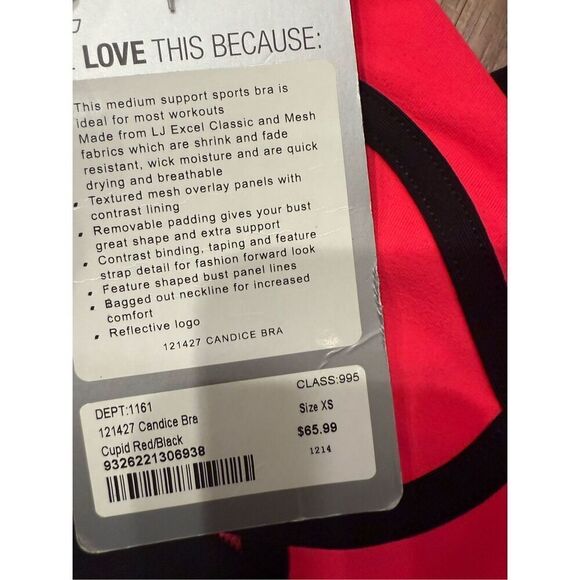 LOVE THIS BECAUSE:
This medium support sports bra is
ideal for most workouts
Made from LJ Excel Classic and Mesh
fabrics which are shrink and fade
resistant, wick moisture and are quick
drying and breathable
• Textured mesh overlay panels with
contrast lining
• Removable padding gives your bust
great shape and extra support
• Contrast binding, taping and feature
strap detail for fashion forward look
• Feature shaped bust panel lines
• Bagged out neckline for increased
comfort
• Reflective logo
121427 CANDICE BRA
DEPT:1161 CLASS:995
121427 Candice Bra Size XS
Cupid Red/Black $65.99
9326221306938 1214